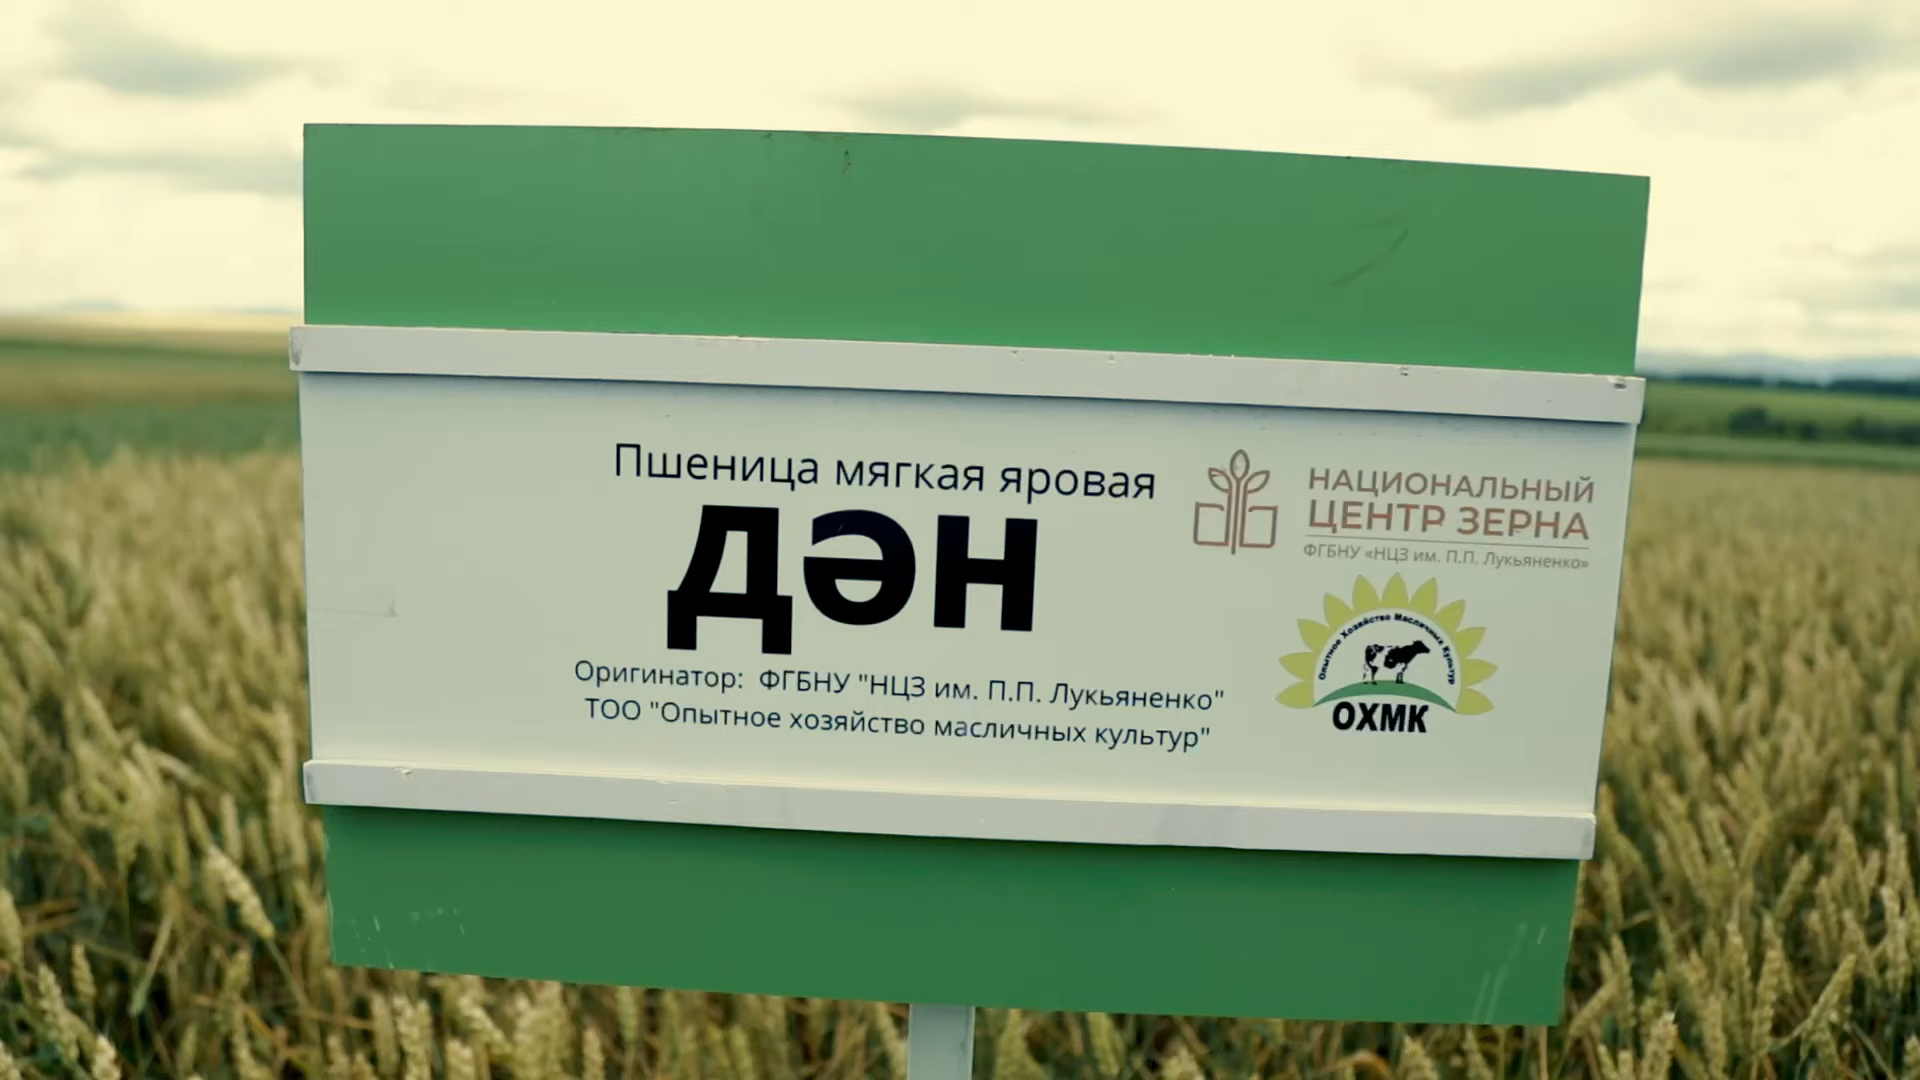 Пшеница мягкая яровая
ДӘН
Оригинатор: ФГБНУ "НЦЗ им. П.П. Лукьяненко"
ТОО "Опытное хозяйство масличных культур"
НАЦИОНАЛЬНЫЙ
ЦЕНТР ЗЕРНА
ФГБНУ «НЦЗ им. П.П. Лукьяненко»
Опытное Хозяйство Масличных Культур
ОХМК